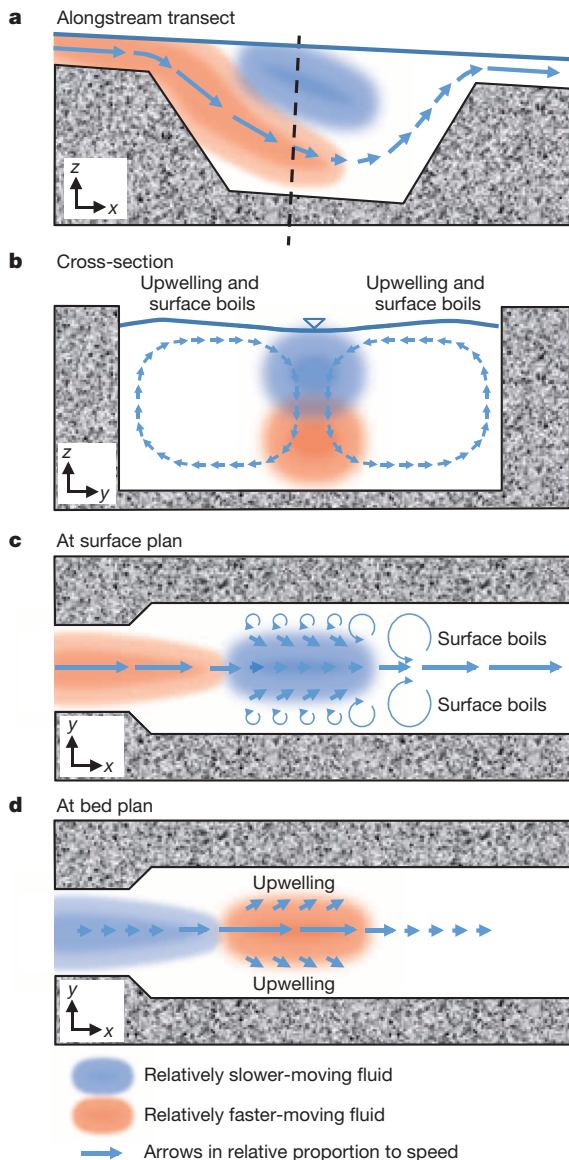 a Alongstream transect
z
x
b Cross-section
Upwelling and
surface boils
Upwelling and
surface boils
z
y
c At surface plan
Surface boils
Surface boils
y
x
d At bed plan
Upwelling
Upwelling
y
x
Relatively slower-moving fluid
Relatively faster-moving fluid
Arrows in relative proportion to speed